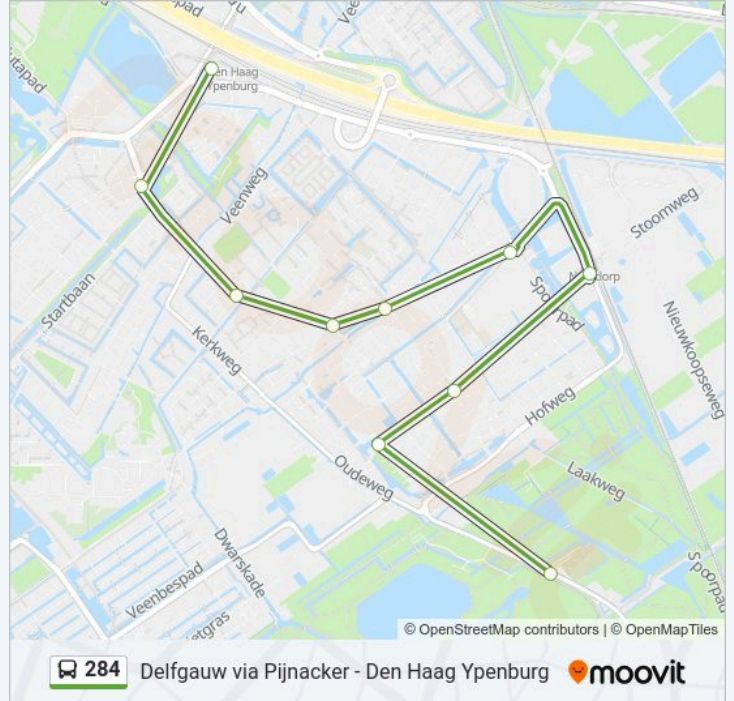 Den Haag
Ypenburg
Veenweg
Stoomweg
Startbaan
Spoorpad
Nieuwkoopseweg
Kerkweg
Hofweg
Oudeweg
Laakweg
Dwarskade
Veenbespad
Spoorpad
© OpenStreetMap contributors | © OpenMapTiles
284 Delfgauw via Pijnacker - Den Haag Ypenburg moovit